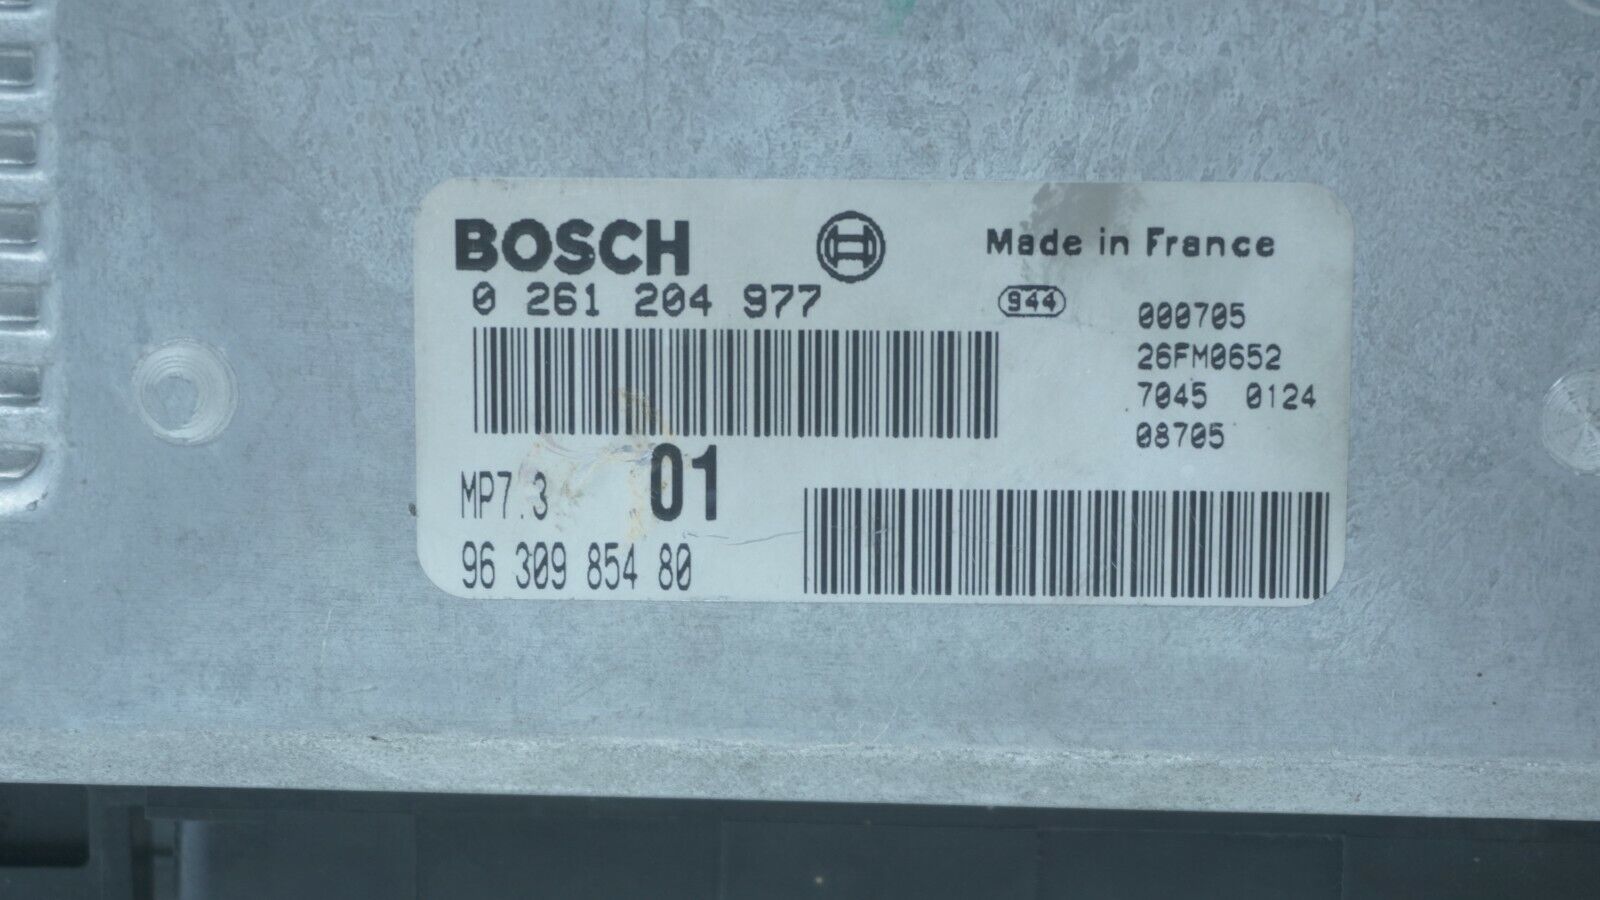 BOSCH
Made in France
0 261 204 977
944
000705
26FM0652
7045 0124
08705
MP7.3
01
96 309 854 80